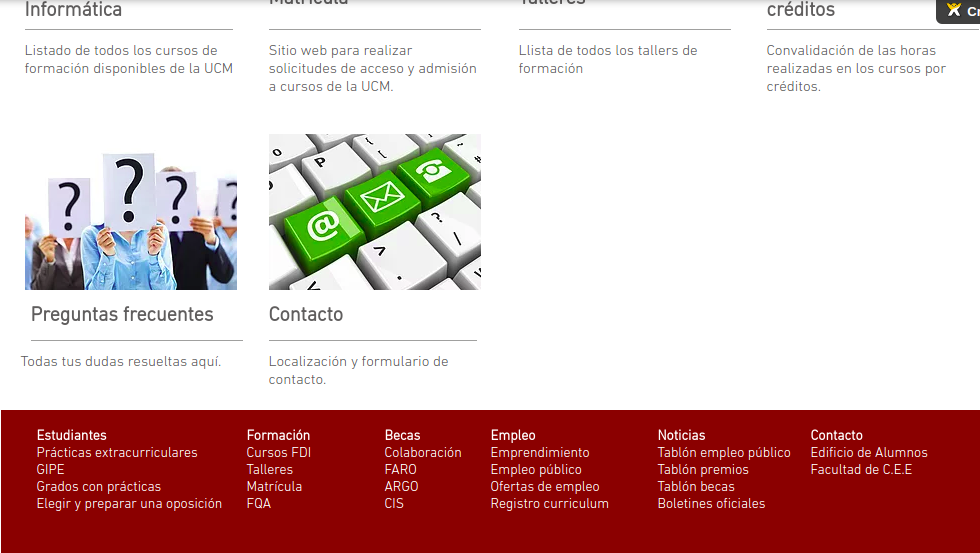 Informática
Matrícula
Talleres
créditos
Listado de todos los cursos de
formación disponibles de la UCM
Sitio web para realizar
solicitudes de acceso y admisión
a cursos de la UCM.
Llista de todos los tallers de
formación
Convalidación de las horas
realizadas en los cursos por
créditos.
? ? ? ?
P
@
?
Preguntas frecuentes
Todas tus dudas resueltas aquí.
Contacto
Localización y formulario de
contacto.
Estudiantes
Prácticas extracurriculares
GIPE
Grados con prácticas
Elegir y preparar una oposición
Formación
Cursos FDI
Talleres
Matrícula
FQA
Becas
Colaboración
FARO
ARGO
CIS
Empleo
Emprendimiento
Empleo público
Ofertas de empleo
Registro curriculum
Noticias
Tablón empleo público
Tablón premios
Tablón becas
Boletines oficiales
Contacto
Edificio de Alumnos
Facultad de C.E.E